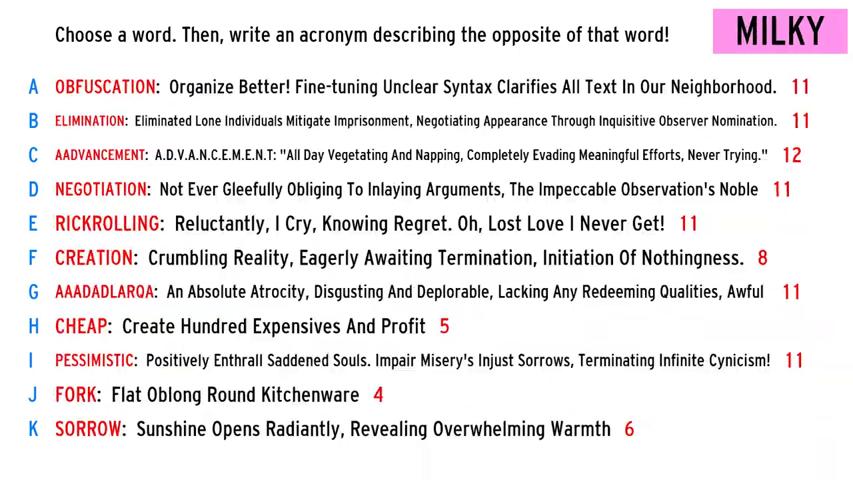 Choose a word. Then, write an acronym describing the opposite of that word!
MILKY
A OBFUSCATION: Organize Better! Fine-tuning Unclear Syntax Clarifies All Text In Our Neighborhood. 11
B ELIMINATION: Eliminated Lone Individuals Mitigate Imprisonment, Negotiating Appearance Through Inquisitive Observer Nomination. 11
C AADVANCEMENT: A.D.V.A.N.C.E.M.E.N.T: "All Day Vegetating And Napping, Completely Evading Meaningful Efforts, Never Trying." 12
D NEGOTIATION: Not Ever Gleefully Obliging To Inlaying Arguments, The Impeccable Observation's Noble 11
E RICKROLLING: Reluctantly, I Cry, Knowing Regret. Oh, Lost Love I Never Get! 11
F CREATION: Crumbling Reality, Eagerly Awaiting Termination, Initiation Of Nothingness. 8
G AAADADLARQA: An Absolute Atrocity, Disgusting And Deplorable, Lacking Any Redeeming Qualities, Awful 11
H CHEAP: Create Hundred Expensives And Profit 5
I PESSIMISTIC: Positively Enthrall Saddened Souls. Impair Misery's Injust Sorrows, Terminating Infinite Cynicism! 11
J FORK: Flat Oblong Round Kitchenware 4
K SORROW: Sunshine Opens Radiantly, Revealing Overwhelming Warmth 6